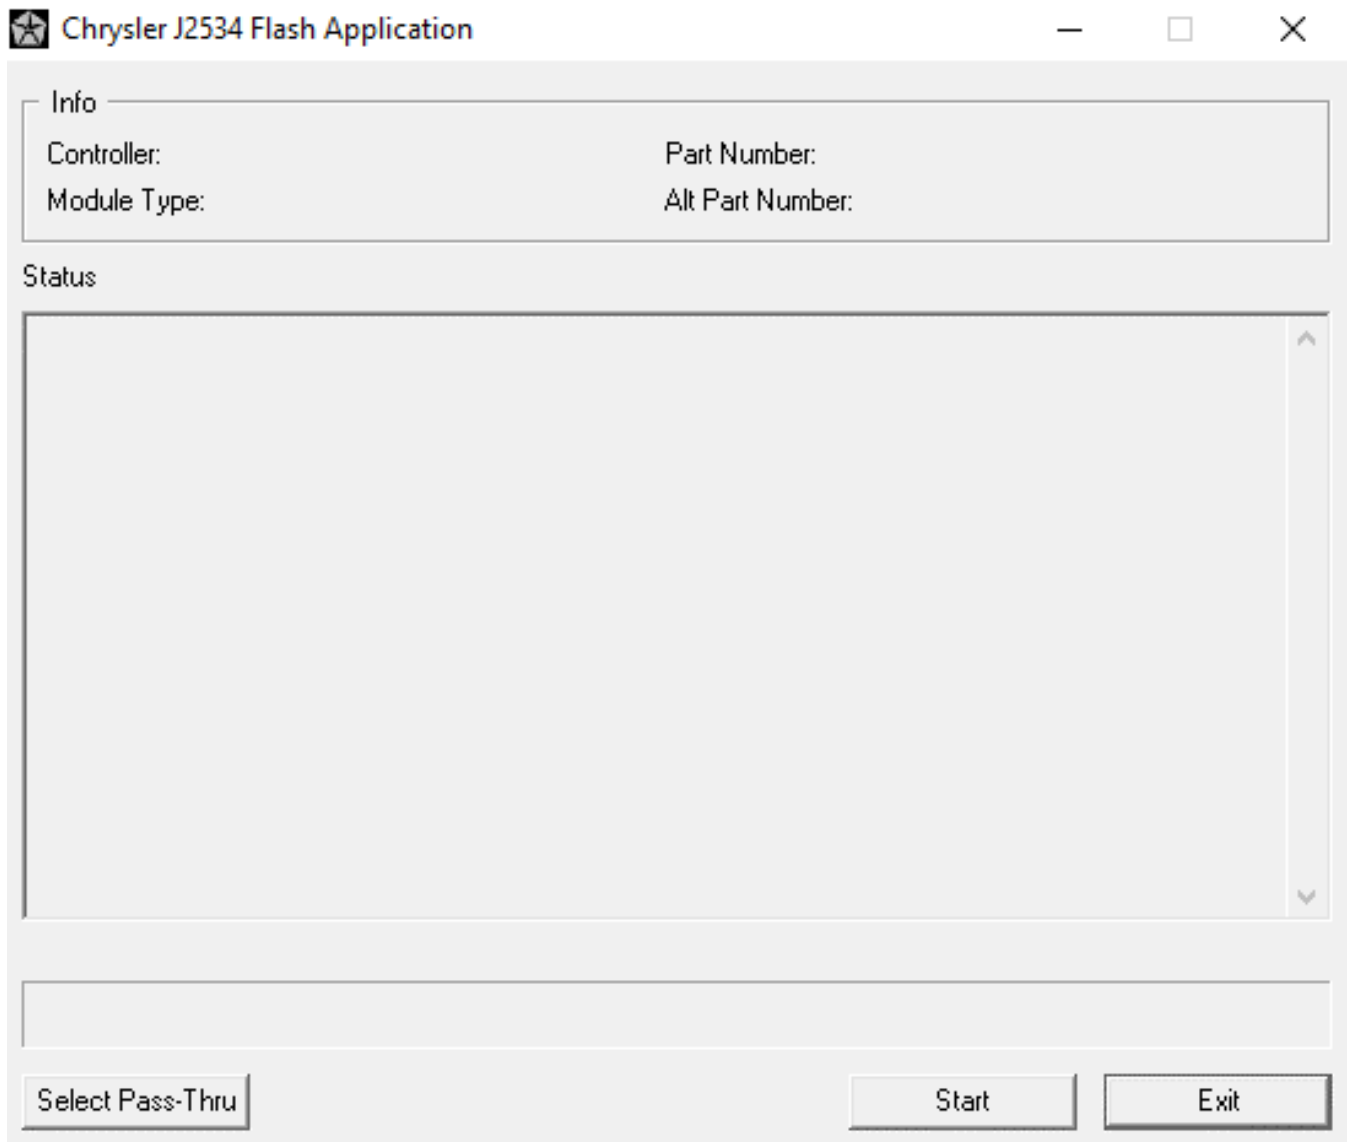 Chrysler J2534 Flash Application
Info
Controller:
Part Number:
Module Type:
Alt Part Number:
Status
Select Pass-Thru
Start
Exit